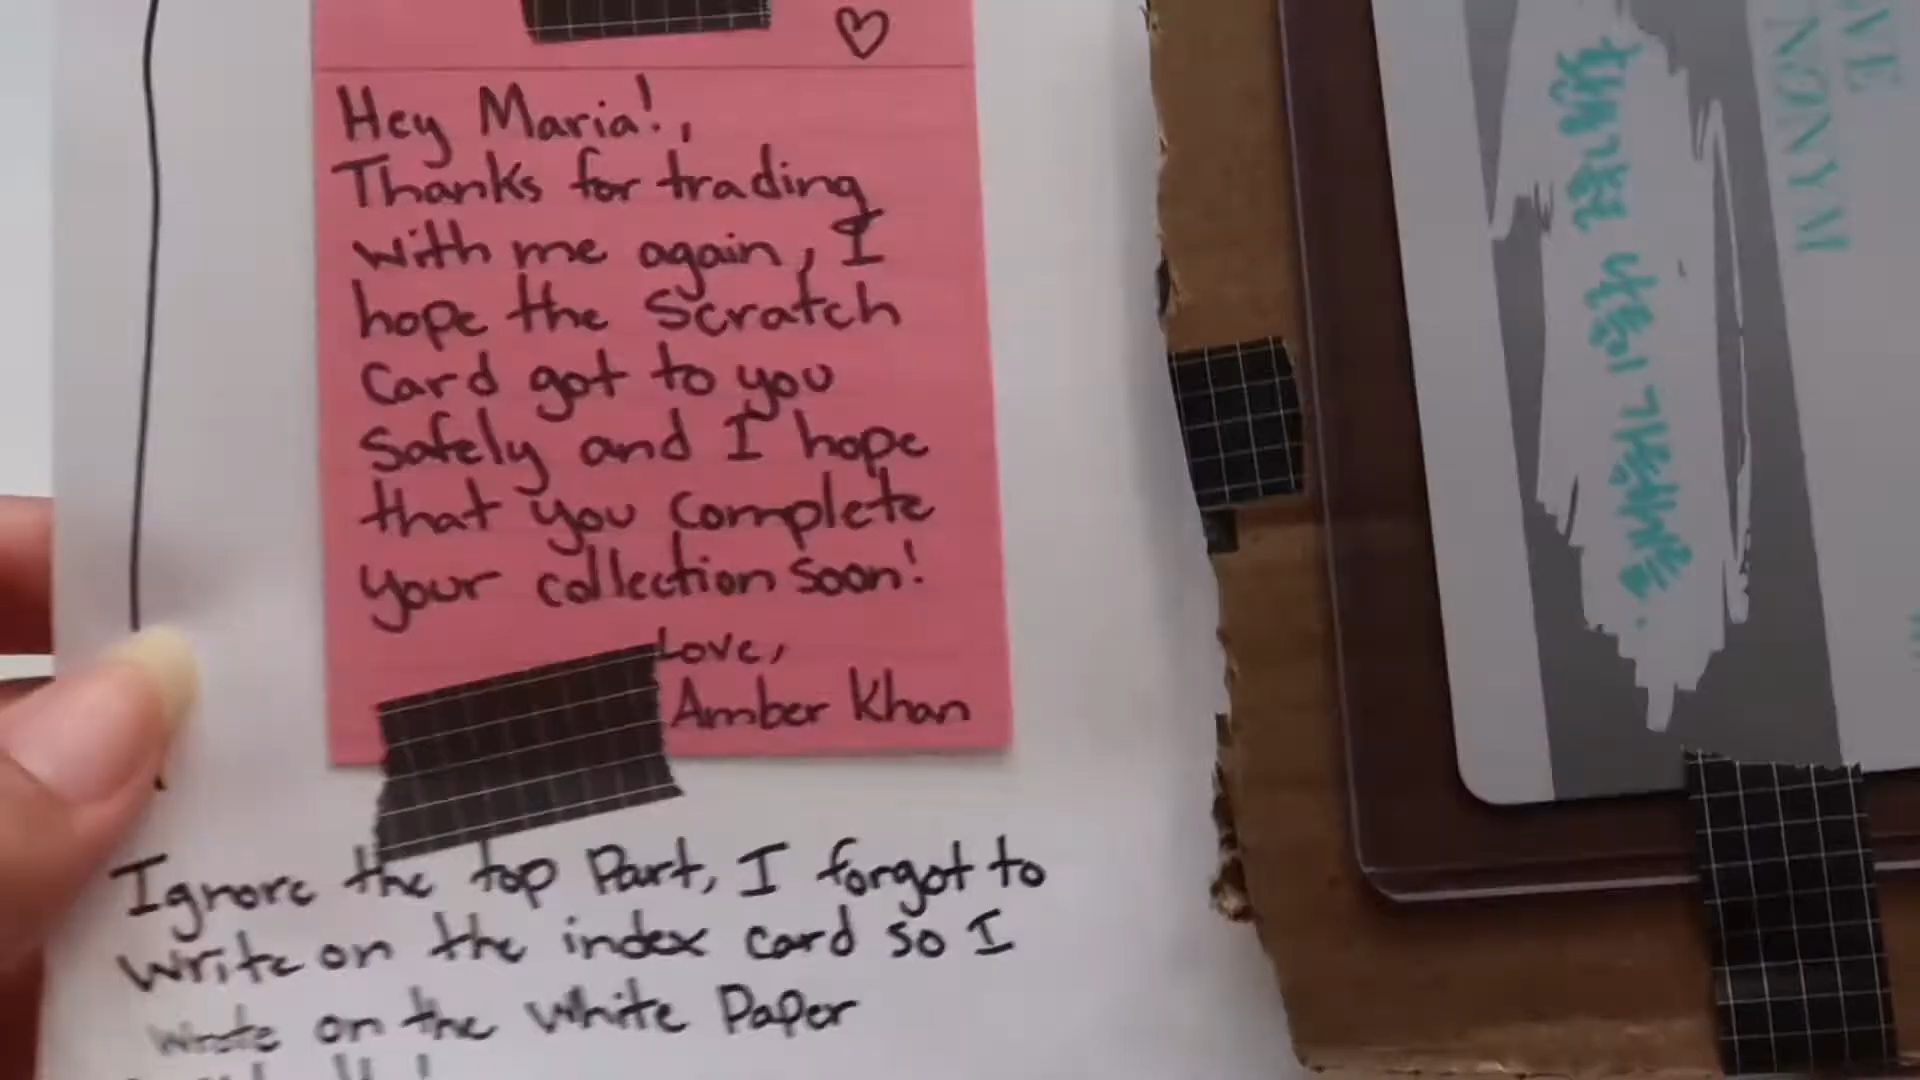 Hey Maria!,
Thanks for trading
with me again, I
hope the Scratch
Card got to you
Safely and I hope
that you complete
your collection soon!
Love,
Amber Khan
Ignore the top Part, I forgot to
write on the index card so I
wrote on the white Paper